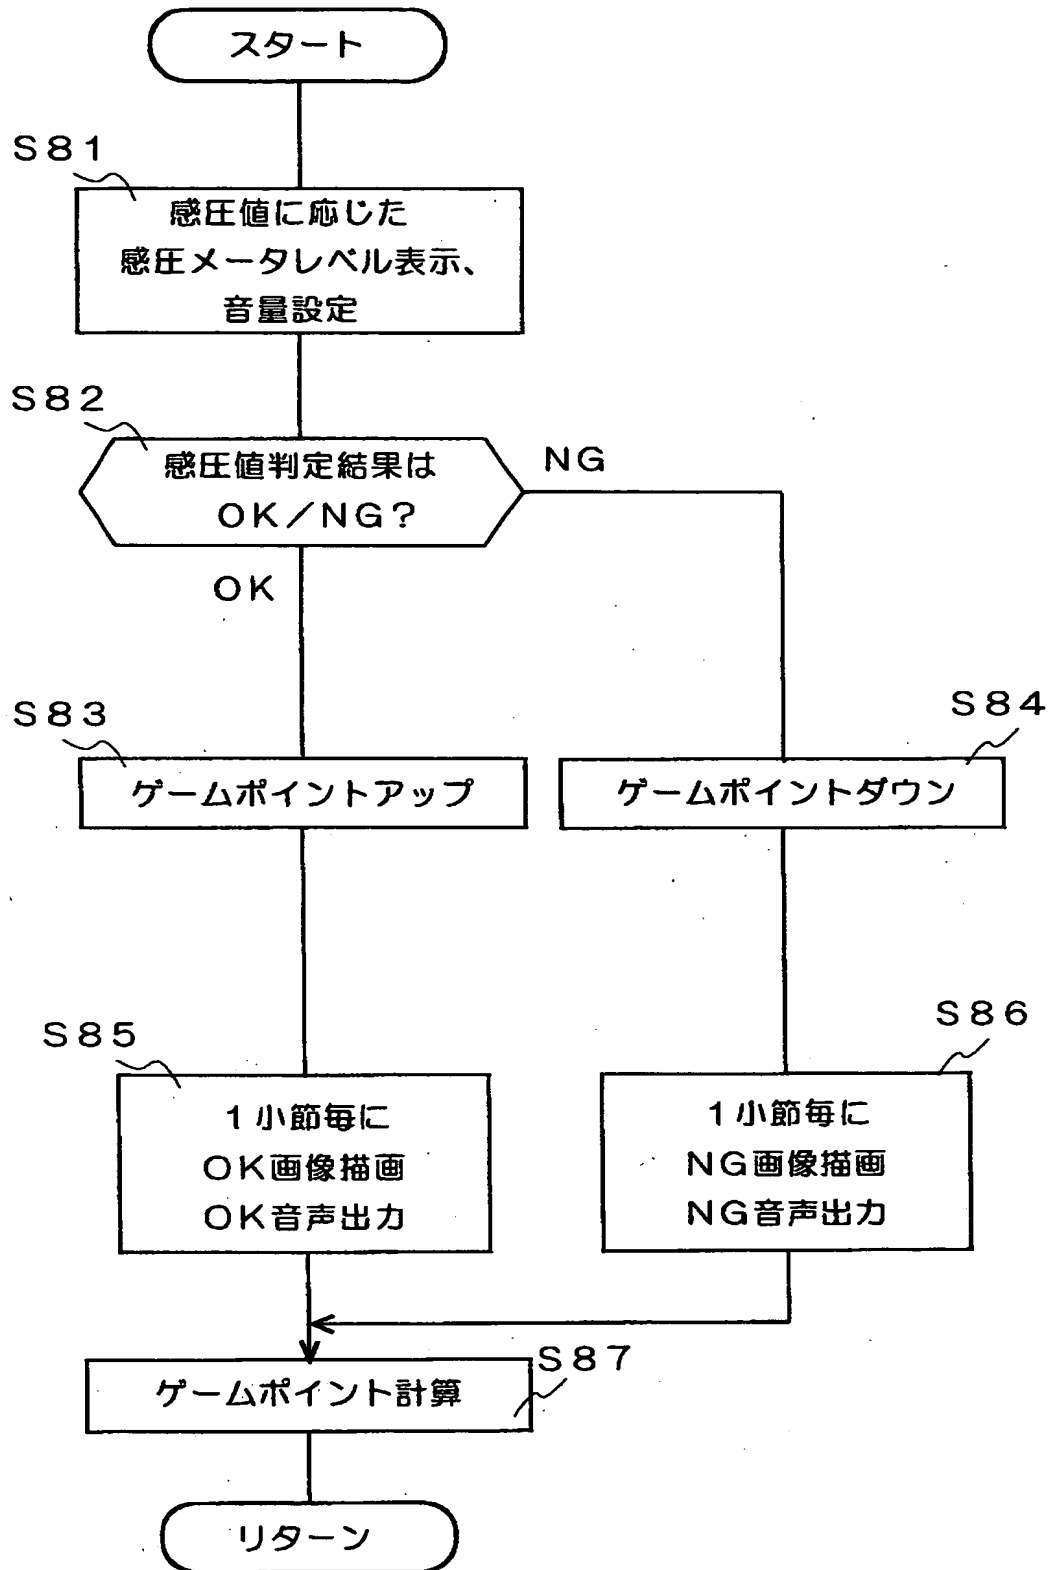 スタート
S81
感圧値に応じた
感圧メータレベル表示、
音量設定
S82
感圧値判定結果は
OK/NG?
NG
OK
S83
ゲームポイントアップ
S84
ゲームポイントダウン
S85
1小節毎に
OK画像描画
OK音声出力
S86
1小節毎に
NG画像描画
NG音声出力
S87
ゲームポイント計算
リターン